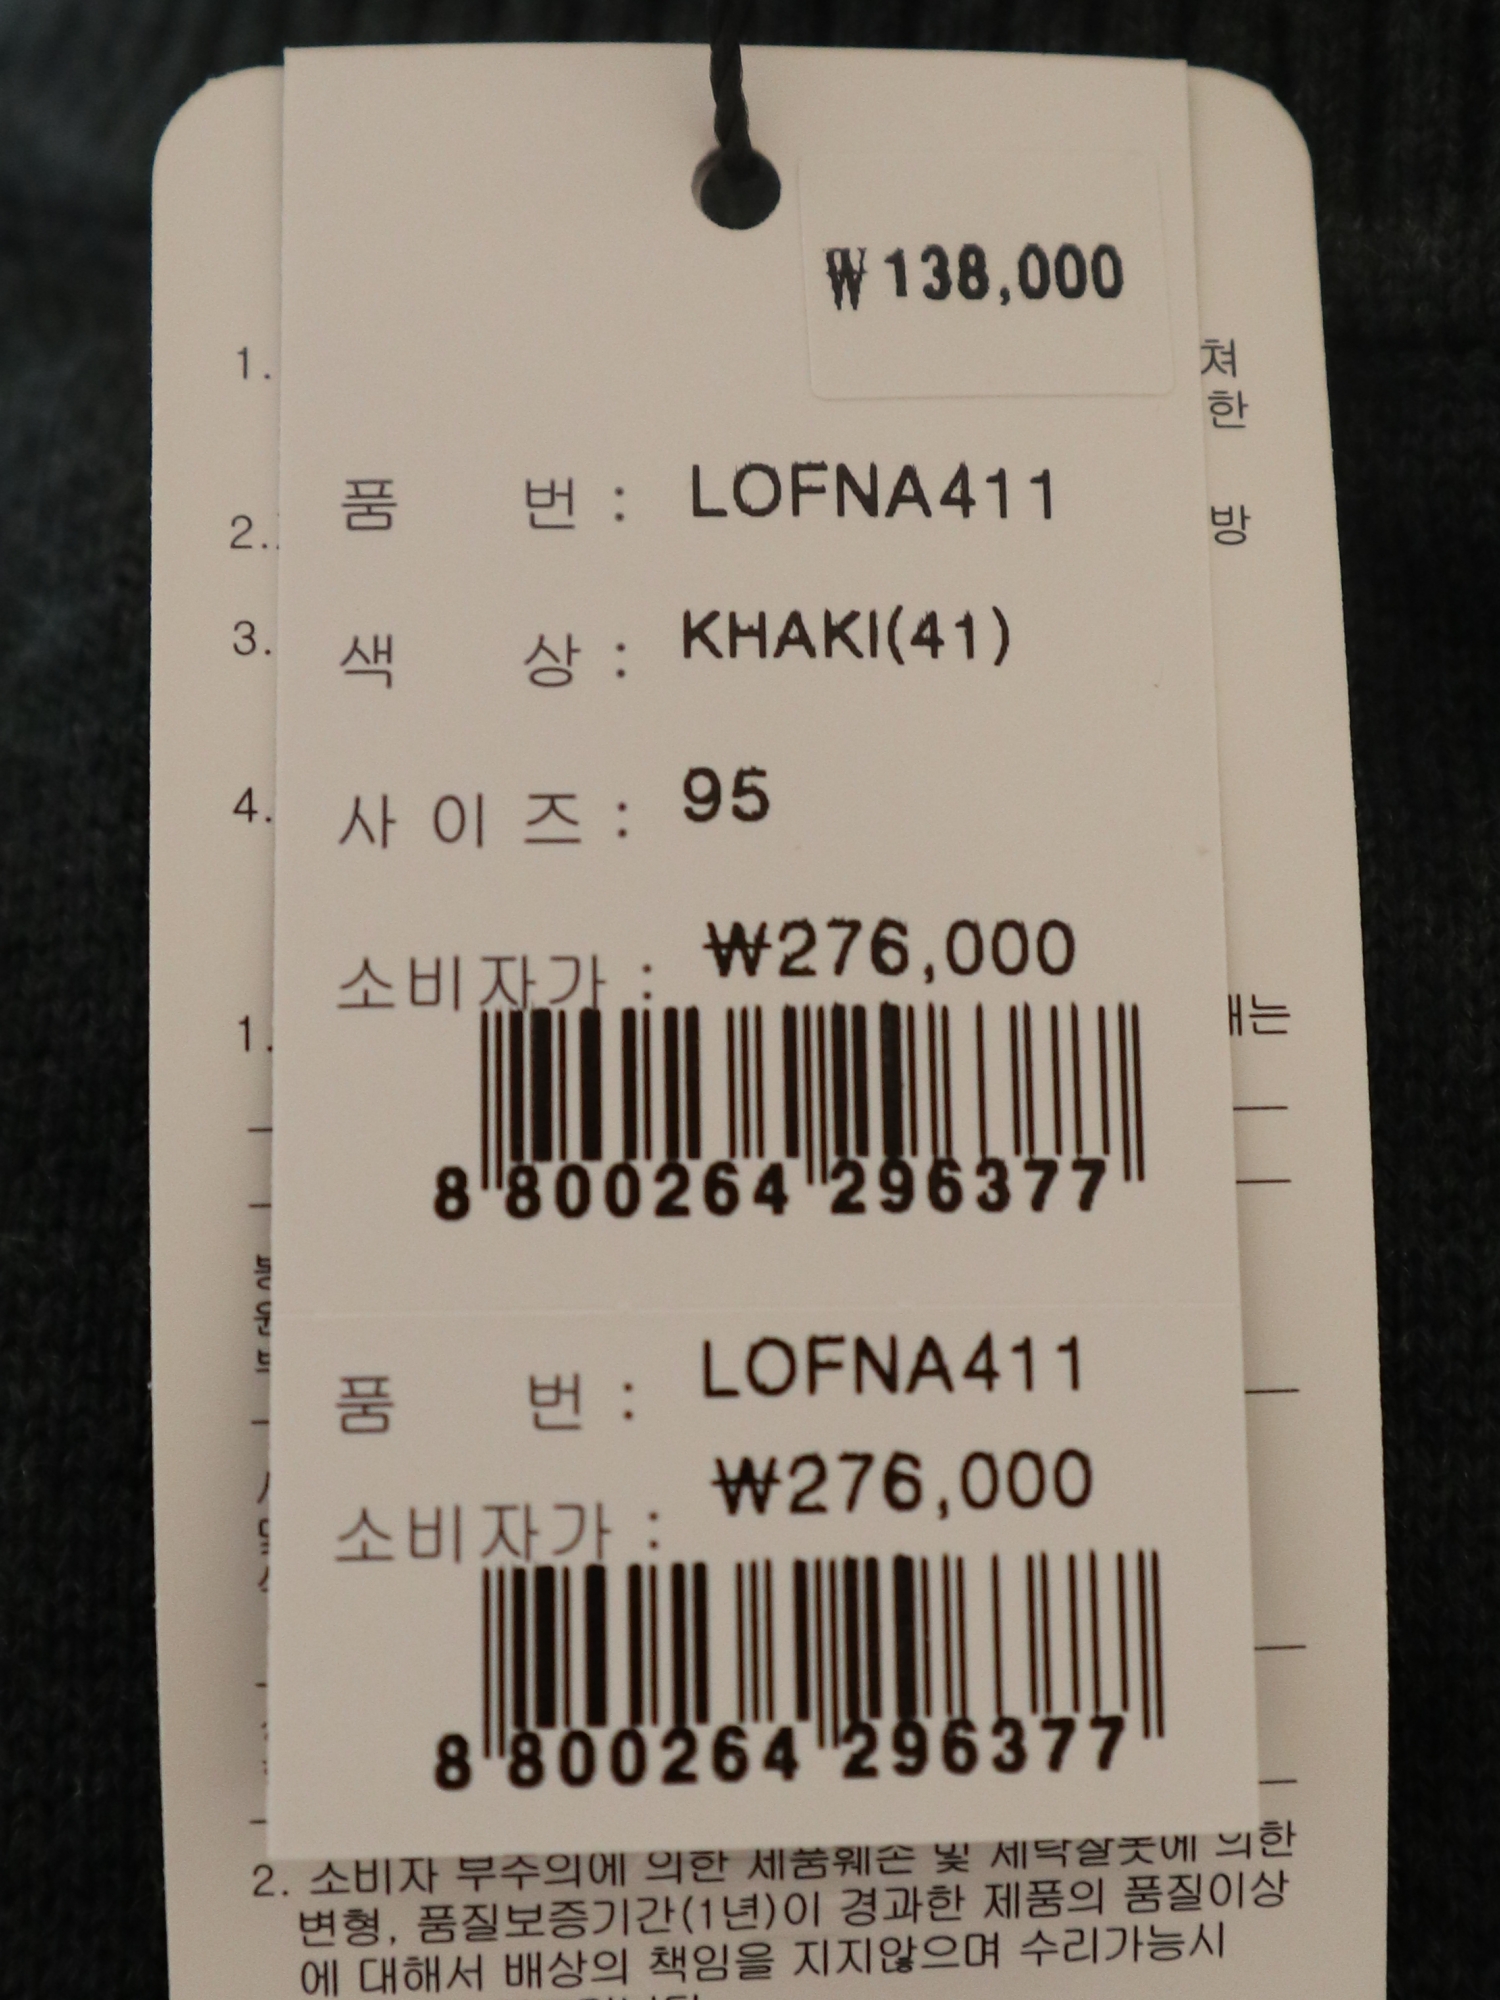 ₩138,000
1.
쳐
한
품 번 : LOFNA411
2.
방
3.
색 상 : KHAKI(41)
4.
사 이 즈 : 95
소비자가 : ₩276,000
1.
는
8 800264 296377
품 번 : LOFNA411
소비자가 : ₩276,000
8 800264 296377
2. 소비자 부주의에 의한 제품훼손 및 세탁잘못에 의한
변형, 품질보증기간(1년)이 경과한 제품의 품질이상
에 대해서 배상의 책임을 지지않으며 수리가능시